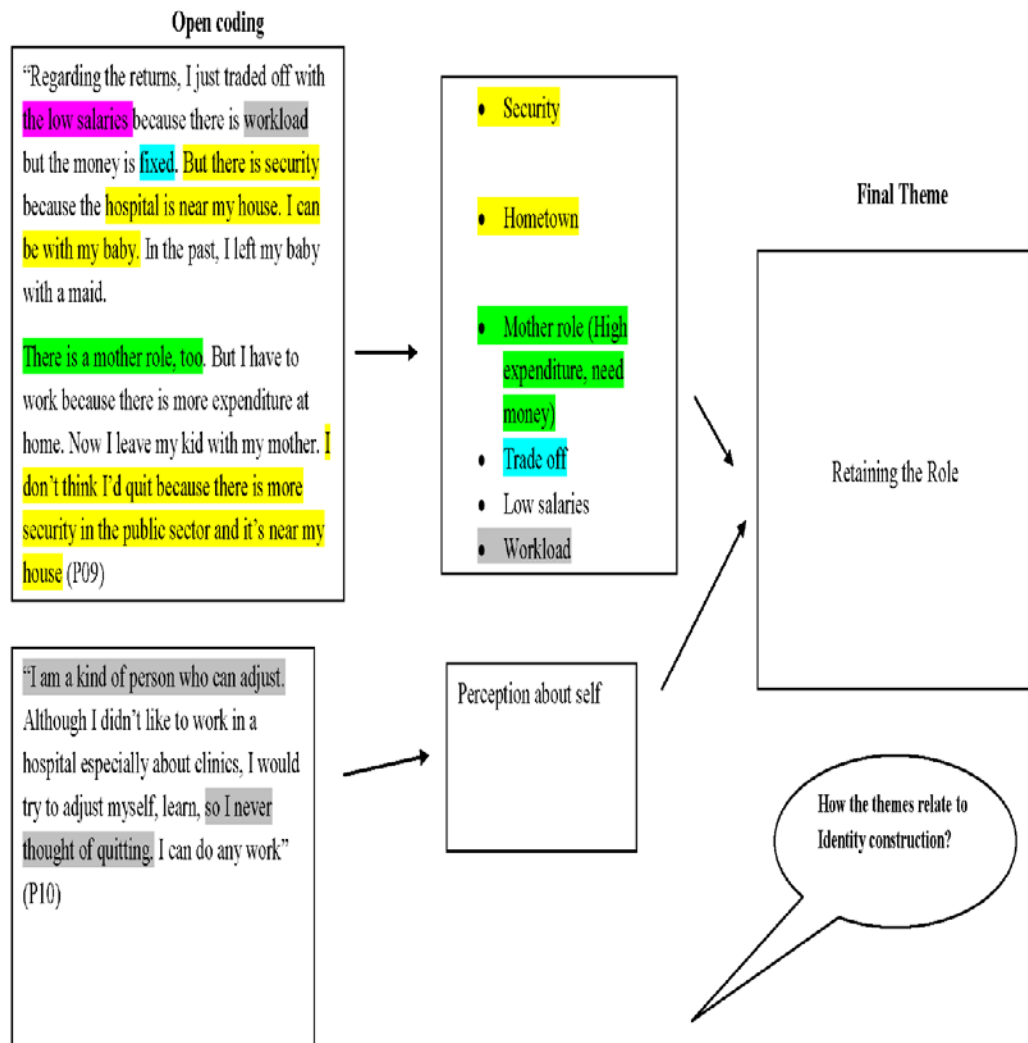 Open coding
“Regarding the returns, I just traded off with
the low salaries because there is workload
but the money is fixed. But there is security
because the hospital is near my house. I can
be with my baby. In the past, I left my baby
with a maid.
There is a mother role, too. But I have to
work because there is more expenditure at
home. Now I leave my kid with my mother. I
don’t think I’d quit because there is more
security in the public sector and it’s near my
house (P09)
“I am a kind of person who can adjust.
Although I didn’t like to work in a
hospital especially about clinics, I would
try to adjust myself, learn, so I never
thought of quitting. I can do any work”
(P10)
• Security
• Hometown
• Mother role (High
expenditure, need
money)
• Trade off
• Low salaries
• Workload
Perception about self
Final Theme
Retaining the Role
How the themes relate to
Identity construction?